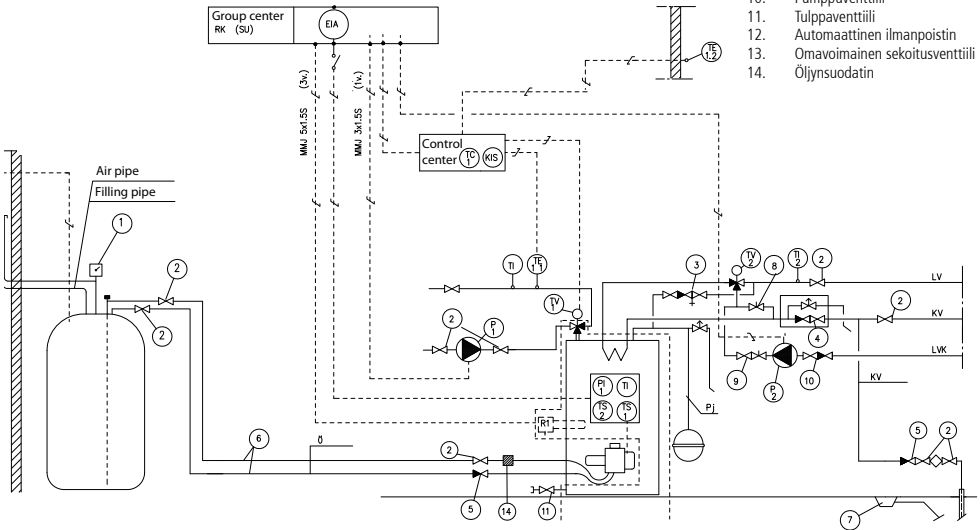 Group center
RK (SU)
EIA
10. Pumppaventtiili
11. Tulppaventtiili
12. Automaattinen ilmanpoistin
13. Omavoimainen sekoitusventtiili
14. Öljynsuodatin
TE
1.2
MMJ 5x1.5S (3v.)
MMJ 3x1.5S (1v.)
Control
center
TC
1
KIS
Air pipe
Filling pipe
1
2
2
TI
TE
1.1
TV
1
2
P
1
3
TV
2
8
TI
2
2
LV
2
KV
4
LVK
9
P
2
10
KV
PI
1
TI
TS
2
TS
1
R1
Pj
5
2
6
Ö
2
5
14
11
7